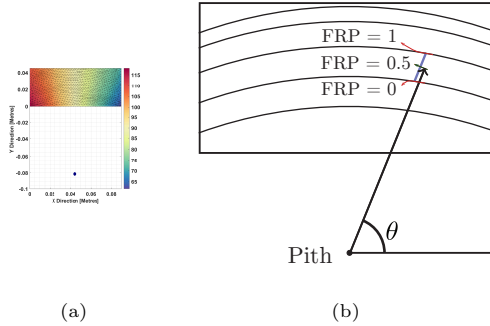 0.04
0.02
0
-0.02
-0.04
-0.06
-0.08
-0.1
Y Direction [Metres]
0 0.02 0.04 0.06 0.08
X Direction [Metres]
115
110
105
100
95
90
85
80
75
70
65
FRP = 1
FRP = 0.5
FRP = 0
θ
Pith
(a)
(b)